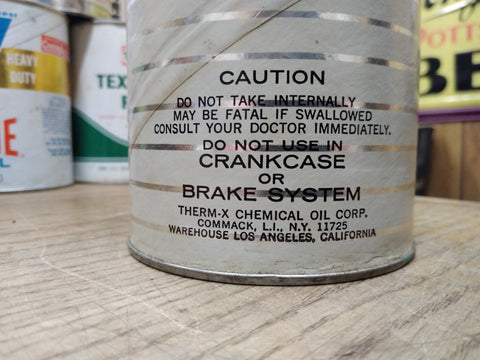 CAUTION
DO NOT TAKE INTERNALLY
MAY BE FATAL IF SWALLOWED
CONSULT YOUR DOCTOR IMMEDIATELY.
DO NOT USE IN
CRANKCASE
OR
BRAKE SYSTEM
THERM-X CHEMICAL OIL CORP.
COMMACK, L.I., N.Y. 11725
WAREHOUSE LOS ANGELES, CALIFORNIA
HEAVY
DUTY
TEX